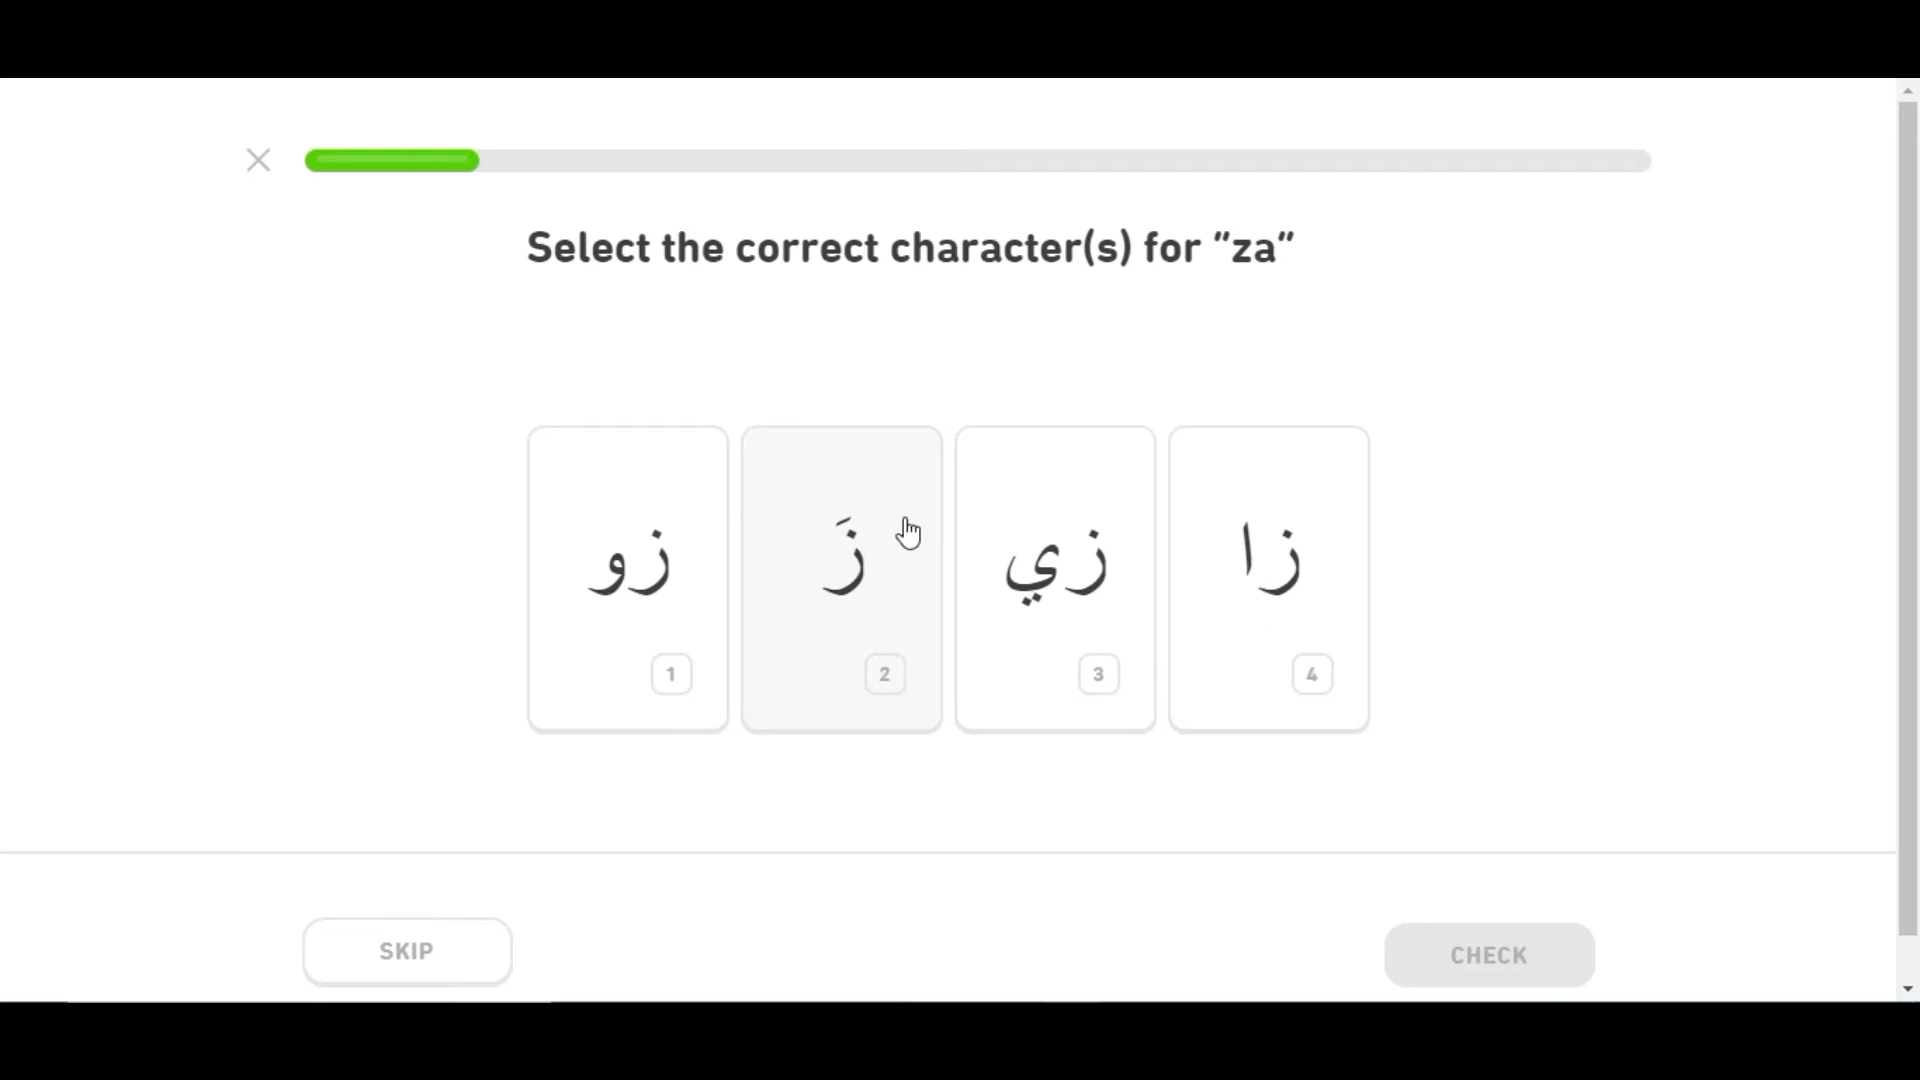 Select the correct character(s) for "za"
زو
زَ
زي
زا
1
2
3
4
SKIP
CHECK